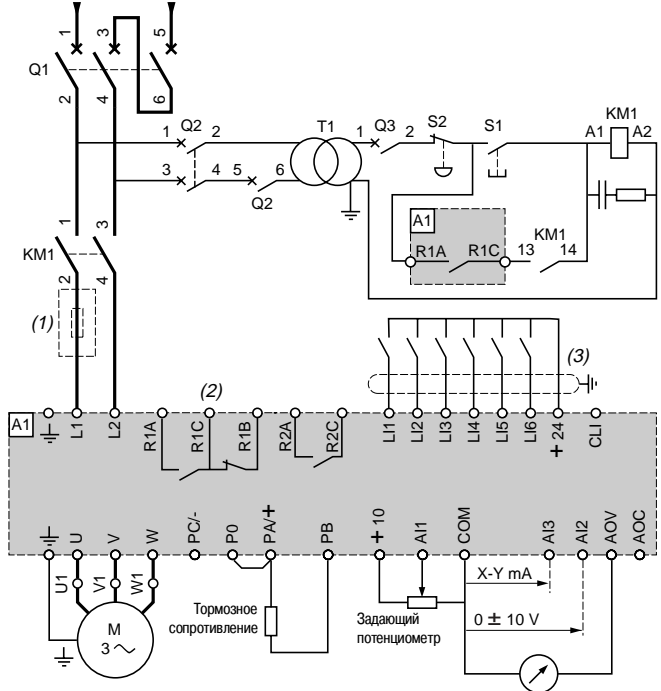 1 3 5
Q1
2 4 6
1 Q2 2 T1 1 Q3 2 S2 S1 KM1
A1 A2
3 4 5 6
Q2
A1
R1A R1C 13 KM1 14
1 3
KM1
2 4
(1)
(2)
(3)
A1 L1 L2 R1A R1C R1B R2A R2C LI1 LI2 LI3 LI4 LI5 LI6 + 24 CLI
U V W PC/- P0 PA/+ PB + 10 AI1 COM AI3 AI2 AOV AOC
U1 V1 W1
X-Y mA
0 ± 10 V
M
3 ~
Тормозное
сопротивление
Задающий
потенциометр